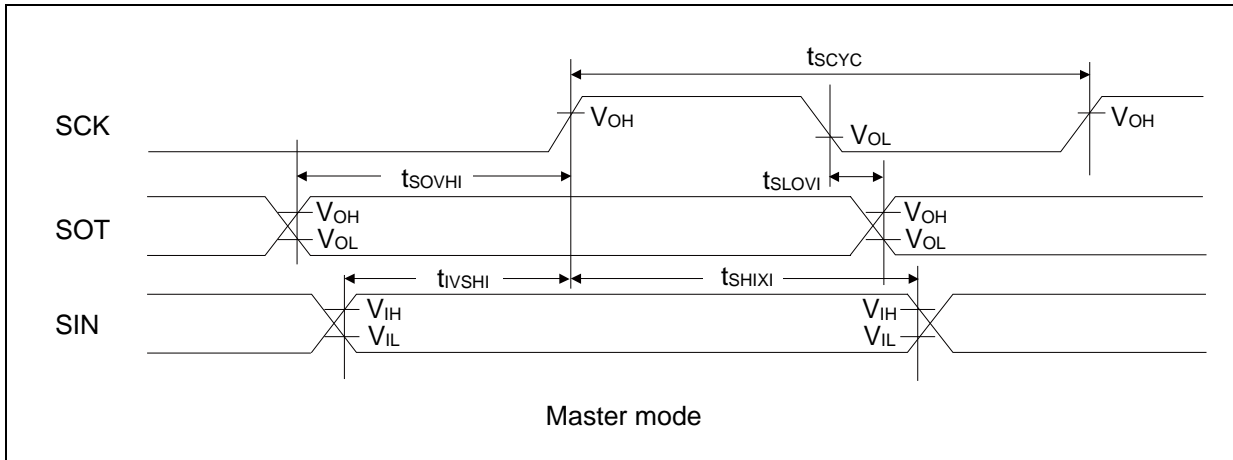 tSCYC
SCK
VOH
VOL
VOH
tSOVHI
tSLOVI
SOT
VOH
VOL
VOH
VOL
tIVSHI
tSHIXI
SIN
VIH
VIL
VIH
VIL
Master mode